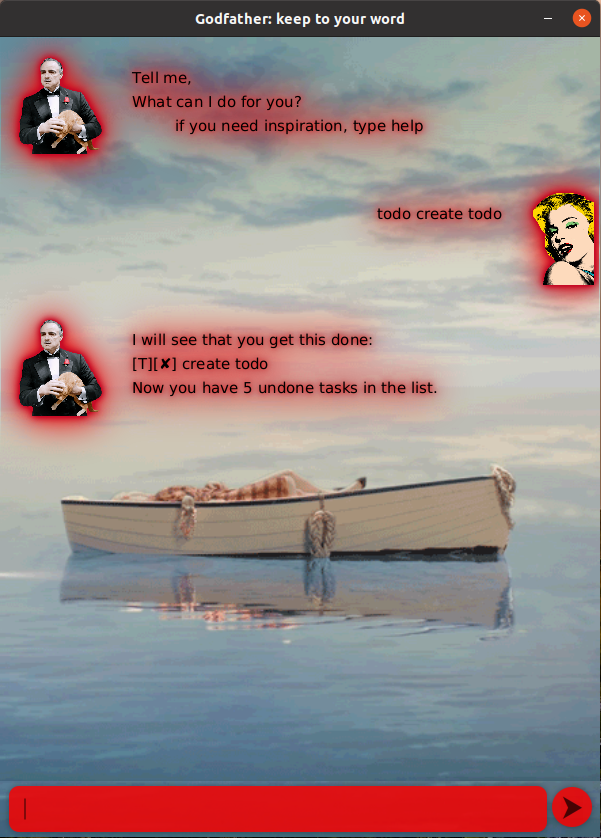 Godfather: keep to your word
Tell me,
What can I do for you?
if you need inspiration, type help
todo create todo
I will see that you get this done:
[T][✘] create todo
Now you have 5 undone tasks in the list.